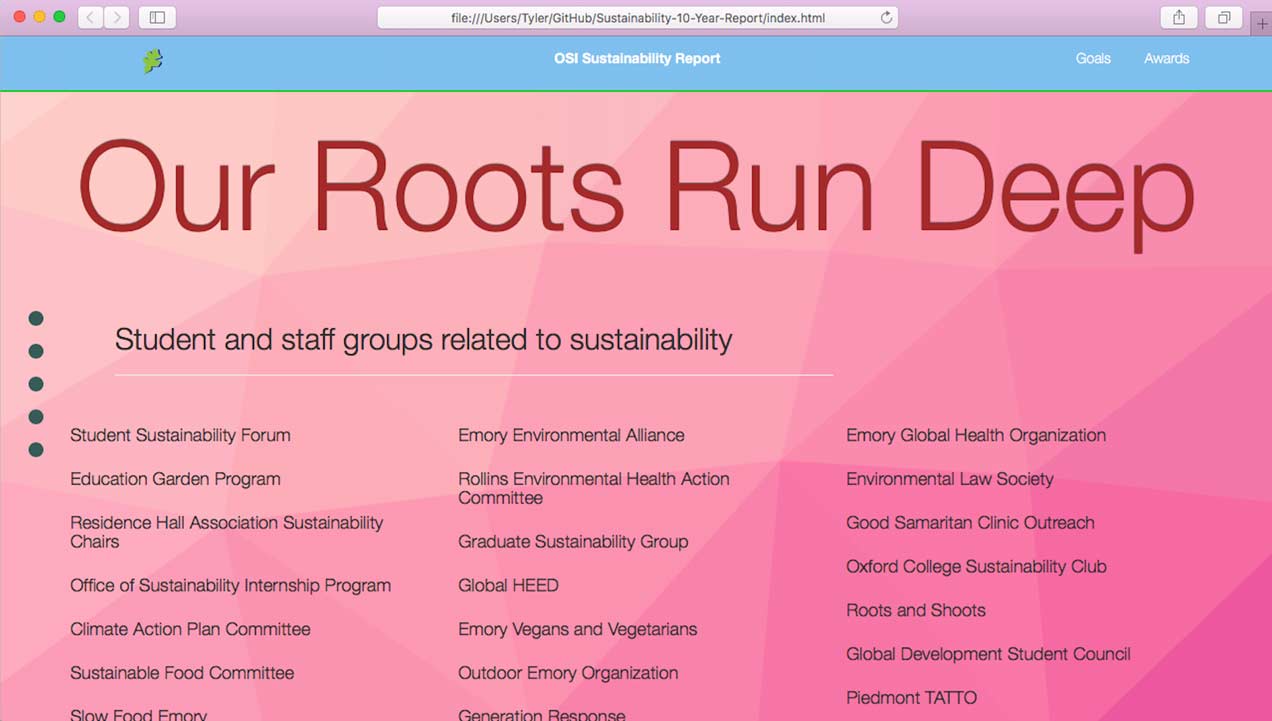 file:///Users/Tyler/GitHub/Sustainability-10-Year-Report/index.html
OSI Sustainability Report
Goals
Awards
Our Roots Run Deep
Student and staff groups related to sustainability
Student Sustainability Forum
Education Garden Program
Residence Hall Association Sustainability
Chairs
Office of Sustainability Internship Program
Climate Action Plan Committee
Sustainable Food Committee
Slow Food Emory
Emory Environmental Alliance
Rollins Environmental Health Action
Committee
Graduate Sustainability Group
Global HEED
Emory Vegans and Vegetarians
Outdoor Emory Organization
Generation Response
Emory Global Health Organization
Environmental Law Society
Good Samaritan Clinic Outreach
Oxford College Sustainability Club
Roots and Shoots
Global Development Student Council
Piedmont TATTO